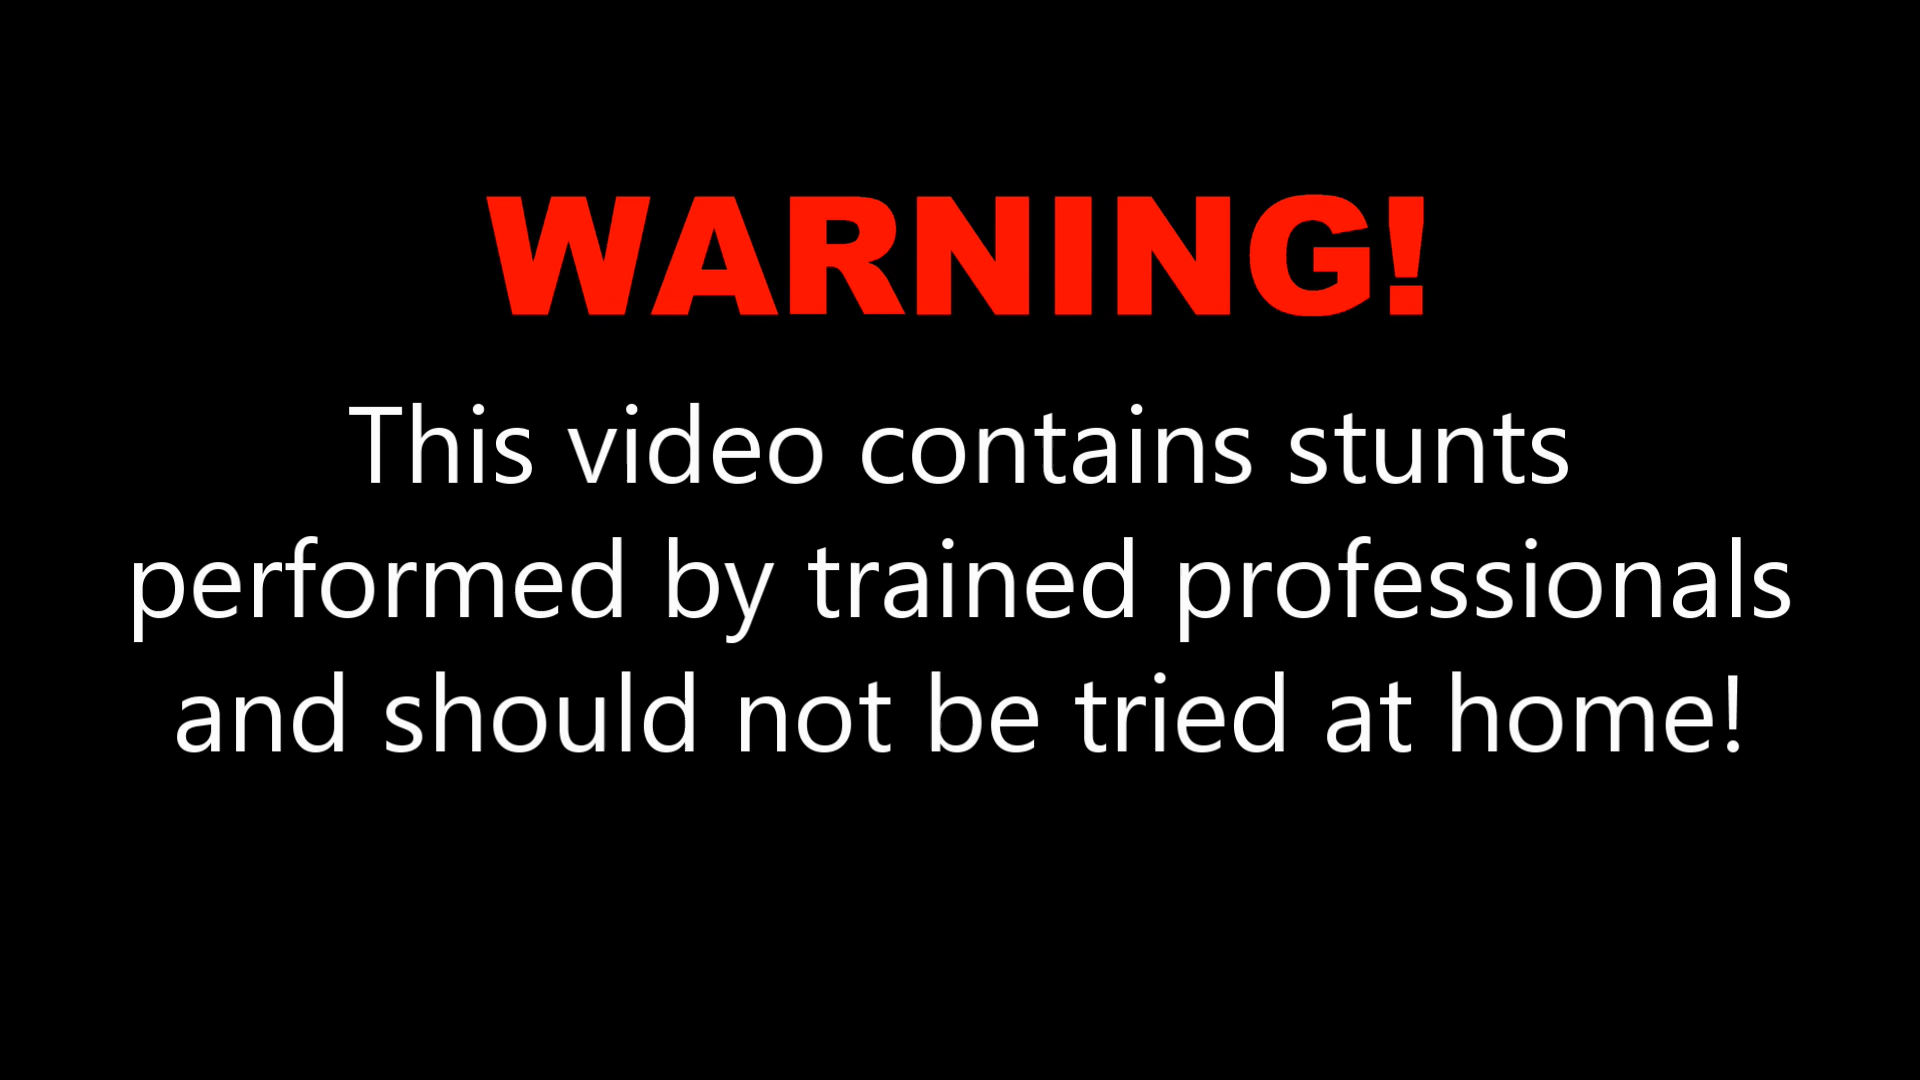 WARNING!
This video contains stunts
performed by trained professionals
and should not be tried at home!